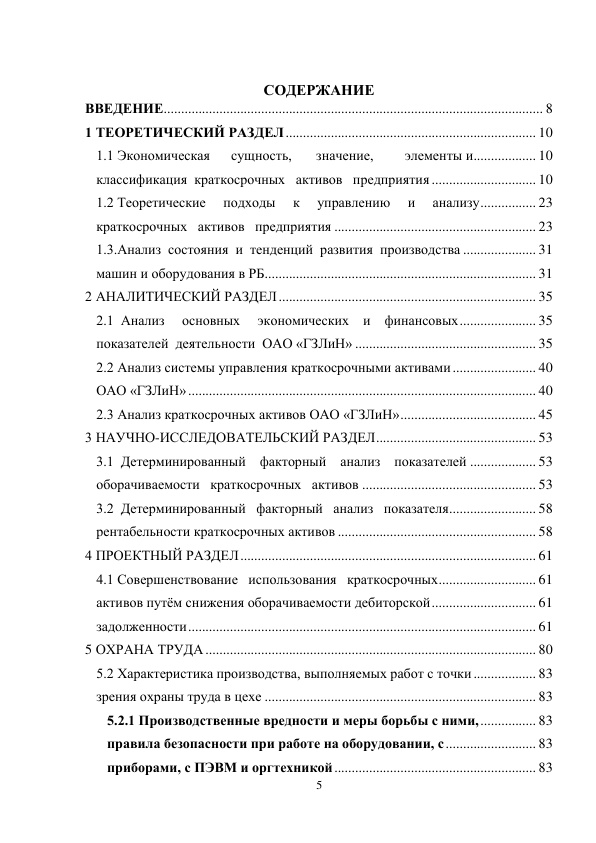 СОДЕРЖАНИЕ
ВВЕДЕНИЕ............................................................................................................. 8
1 ТЕОРЕТИЧЕСКИЙ РАЗДЕЛ........................................................................ 10
1.1 Экономическая сущность, значение, элементы и.................. 10
классификация краткосрочных активов предприятия.............................. 10
1.2 Теоретические подходы к управлению и анализу................ 23
краткосрочных активов предприятия .......................................................... 23
1.3.Анализ состояния и тенденций развития производства ..................... 31
машин и оборудования в РБ.............................................................................. 31
2 АНАЛИТИЧЕСКИЙ РАЗДЕЛ.......................................................................... 35
2.1 Анализ основных экономических и финансовых...................... 35
показателей деятельности ОАО «ГЗЛиН» .................................................... 35
2.2 Анализ системы управления краткосрочными активами........................ 40
ОАО «ГЗЛиН».................................................................................................... 40
2.3 Анализ краткосрочных активов ОАО «ГЗЛиН»....................................... 45
3 НАУЧНО-ИССЛЕДОВАТЕЛЬСКИЙ РАЗДЕЛ.............................................. 53
3.1 Детерминированный факторный анализ показателей ................... 53
оборачиваемости краткосрочных активов .................................................. 53
3.2 Детерминированный факторный анализ показателя......................... 58
рентабельности краткосрочных активов ......................................................... 58
4 ПРОЕКТНЫЙ РАЗДЕЛ..................................................................................... 61
4.1 Совершенствование использования краткосрочных............................ 61
активов путём снижения оборачиваемости дебиторской.............................. 61
задолженности.................................................................................................... 61
5 ОХРАНА ТРУДА............................................................................................... 80
5.2 Характеристика производства, выполняемых работ с точки.................. 83
зрения охраны труда в цехе .............................................................................. 83
5.2.1 Производственные вредности и меры борьбы с ними,................ 83
правила безопасности при работе на оборудовании, с.......................... 83
приборами, с ПЭВМ и оргтехникой.......................................................... 83
5